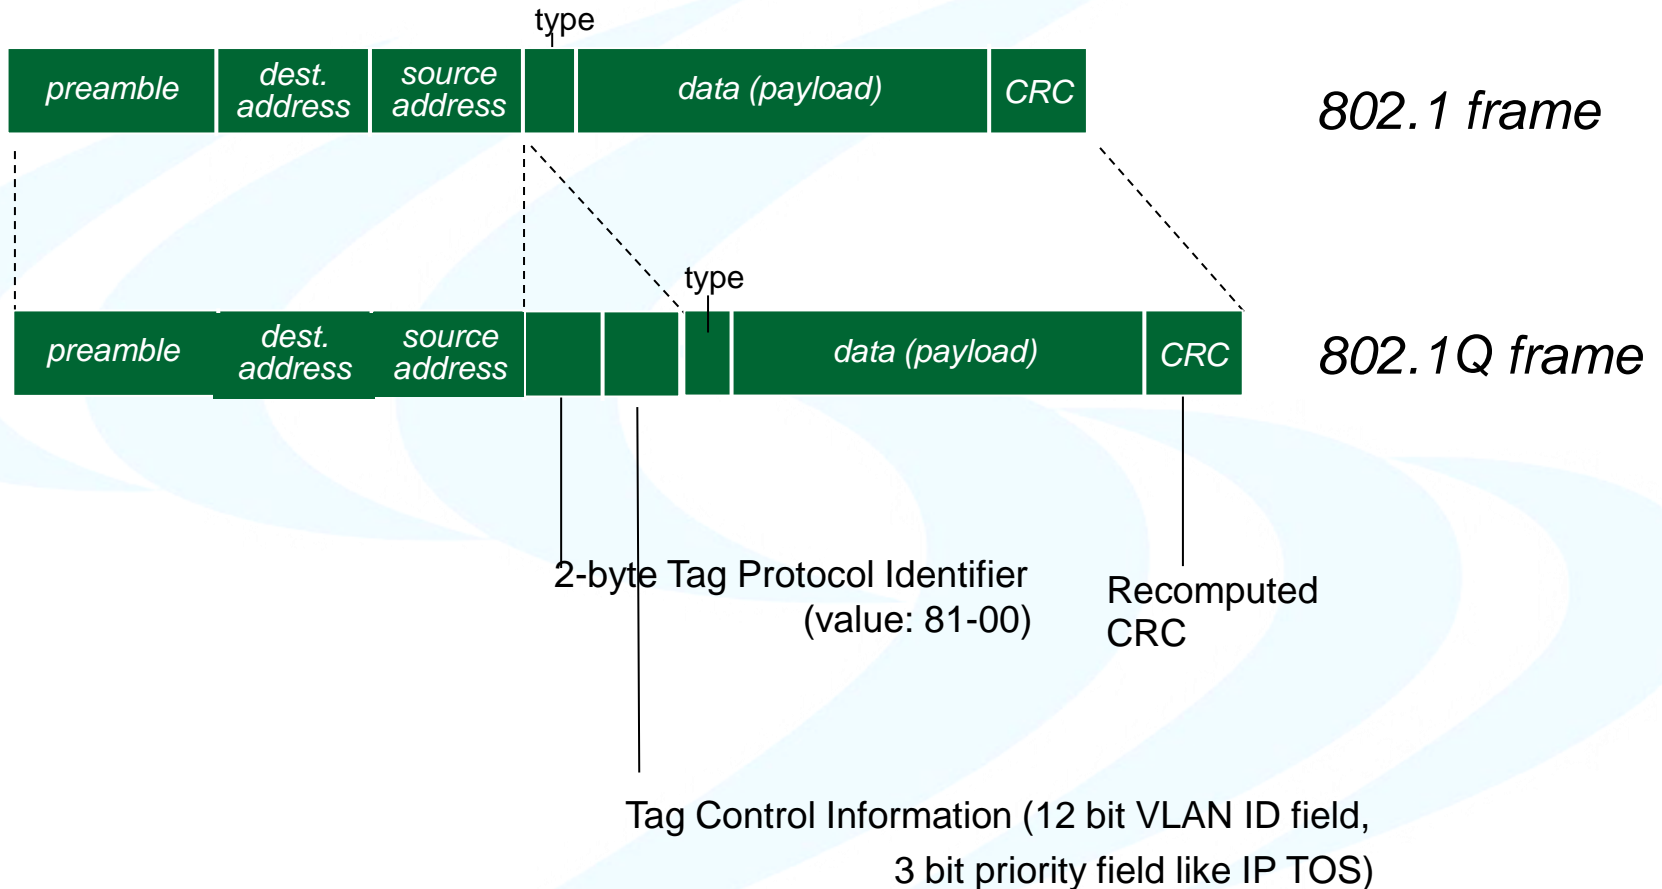 type
preamble
dest.
address
source
address
data (payload)
CRC
802.1 frame
type
preamble
dest.
address
source
address
data (payload)
CRC
802.1Q frame
2-byte Tag Protocol Identifier
(value: 81-00)
Recomputed
CRC
Tag Control Information (12 bit VLAN ID field,
3 bit priority field like IP TOS)